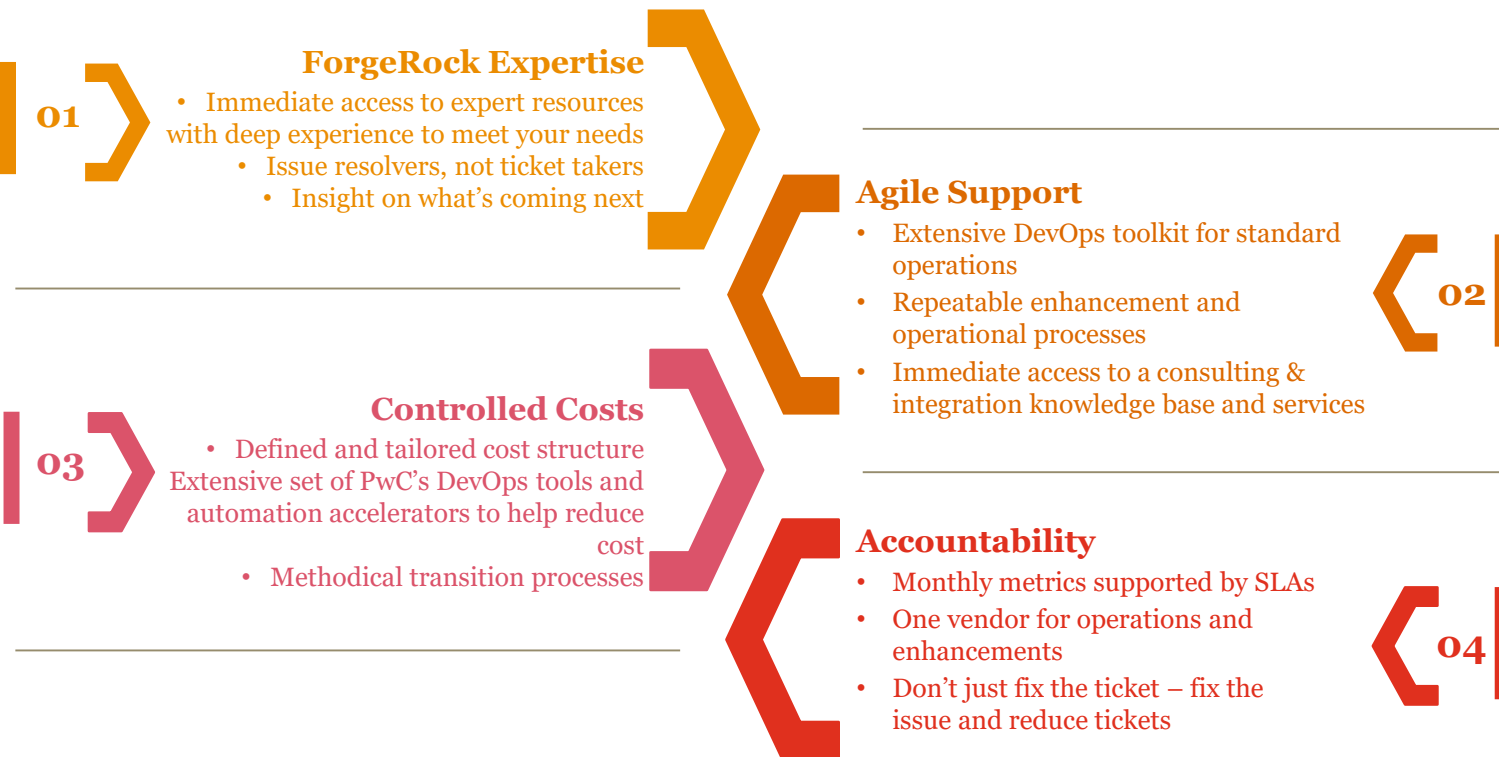 01
ForgeRock Expertise
• Immediate access to expert resources
with deep experience to meet your needs
• Issue resolvers, not ticket takers
• Insight on what’s coming next
Agile Support
• Extensive DevOps toolkit for standard
operations
• Repeatable enhancement and
operational processes
• Immediate access to a consulting &
integration knowledge base and services
02
03
Controlled Costs
• Defined and tailored cost structure
Extensive set of PwC’s DevOps tools and
automation accelerators to help reduce
cost
• Methodical transition processes
Accountability
• Monthly metrics supported by SLAs
• One vendor for operations and
enhancements
• Don’t just fix the ticket – fix the
issue and reduce tickets
04